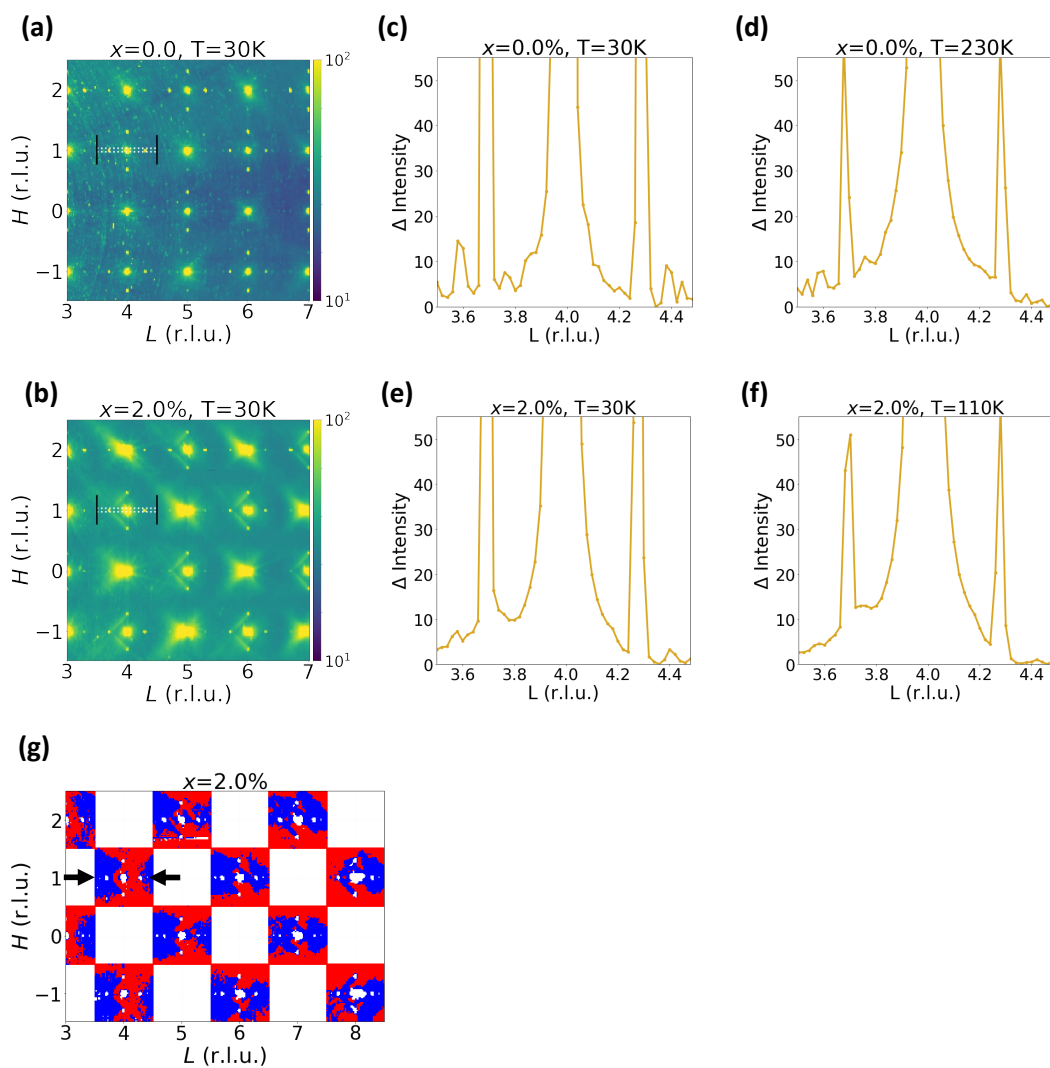 (a)
x=0.0, T=30K
10²
2
1
0
−1
H (r.l.u.)
10¹
3 4 5 6 7
L (r.l.u.)
(c)
x=0.0%, T=30K
50
40
30
20
10
0
Δ Intensity
3.6 3.8 4.0 4.2 4.4
L (r.l.u.)
(d)
x=0.0%, T=230K
50
40
30
20
10
0
Δ Intensity
3.6 3.8 4.0 4.2 4.4
L (r.l.u.)
(b)
x=2.0%, T=30K
10²
2
1
0
−1
H (r.l.u.)
10¹
3 4 5 6 7
L (r.l.u.)
(e)
x=2.0%, T=30K
50
40
30
20
10
0
Δ Intensity
3.6 3.8 4.0 4.2 4.4
L (r.l.u.)
(f)
x=2.0%, T=110K
50
40
30
20
10
0
Δ Intensity
3.6 3.8 4.0 4.2 4.4
L (r.l.u.)
(g)
x=2.0%
2
1
0
−1
H (r.l.u.)
3 4 5 6 7 8
L (r.l.u.)